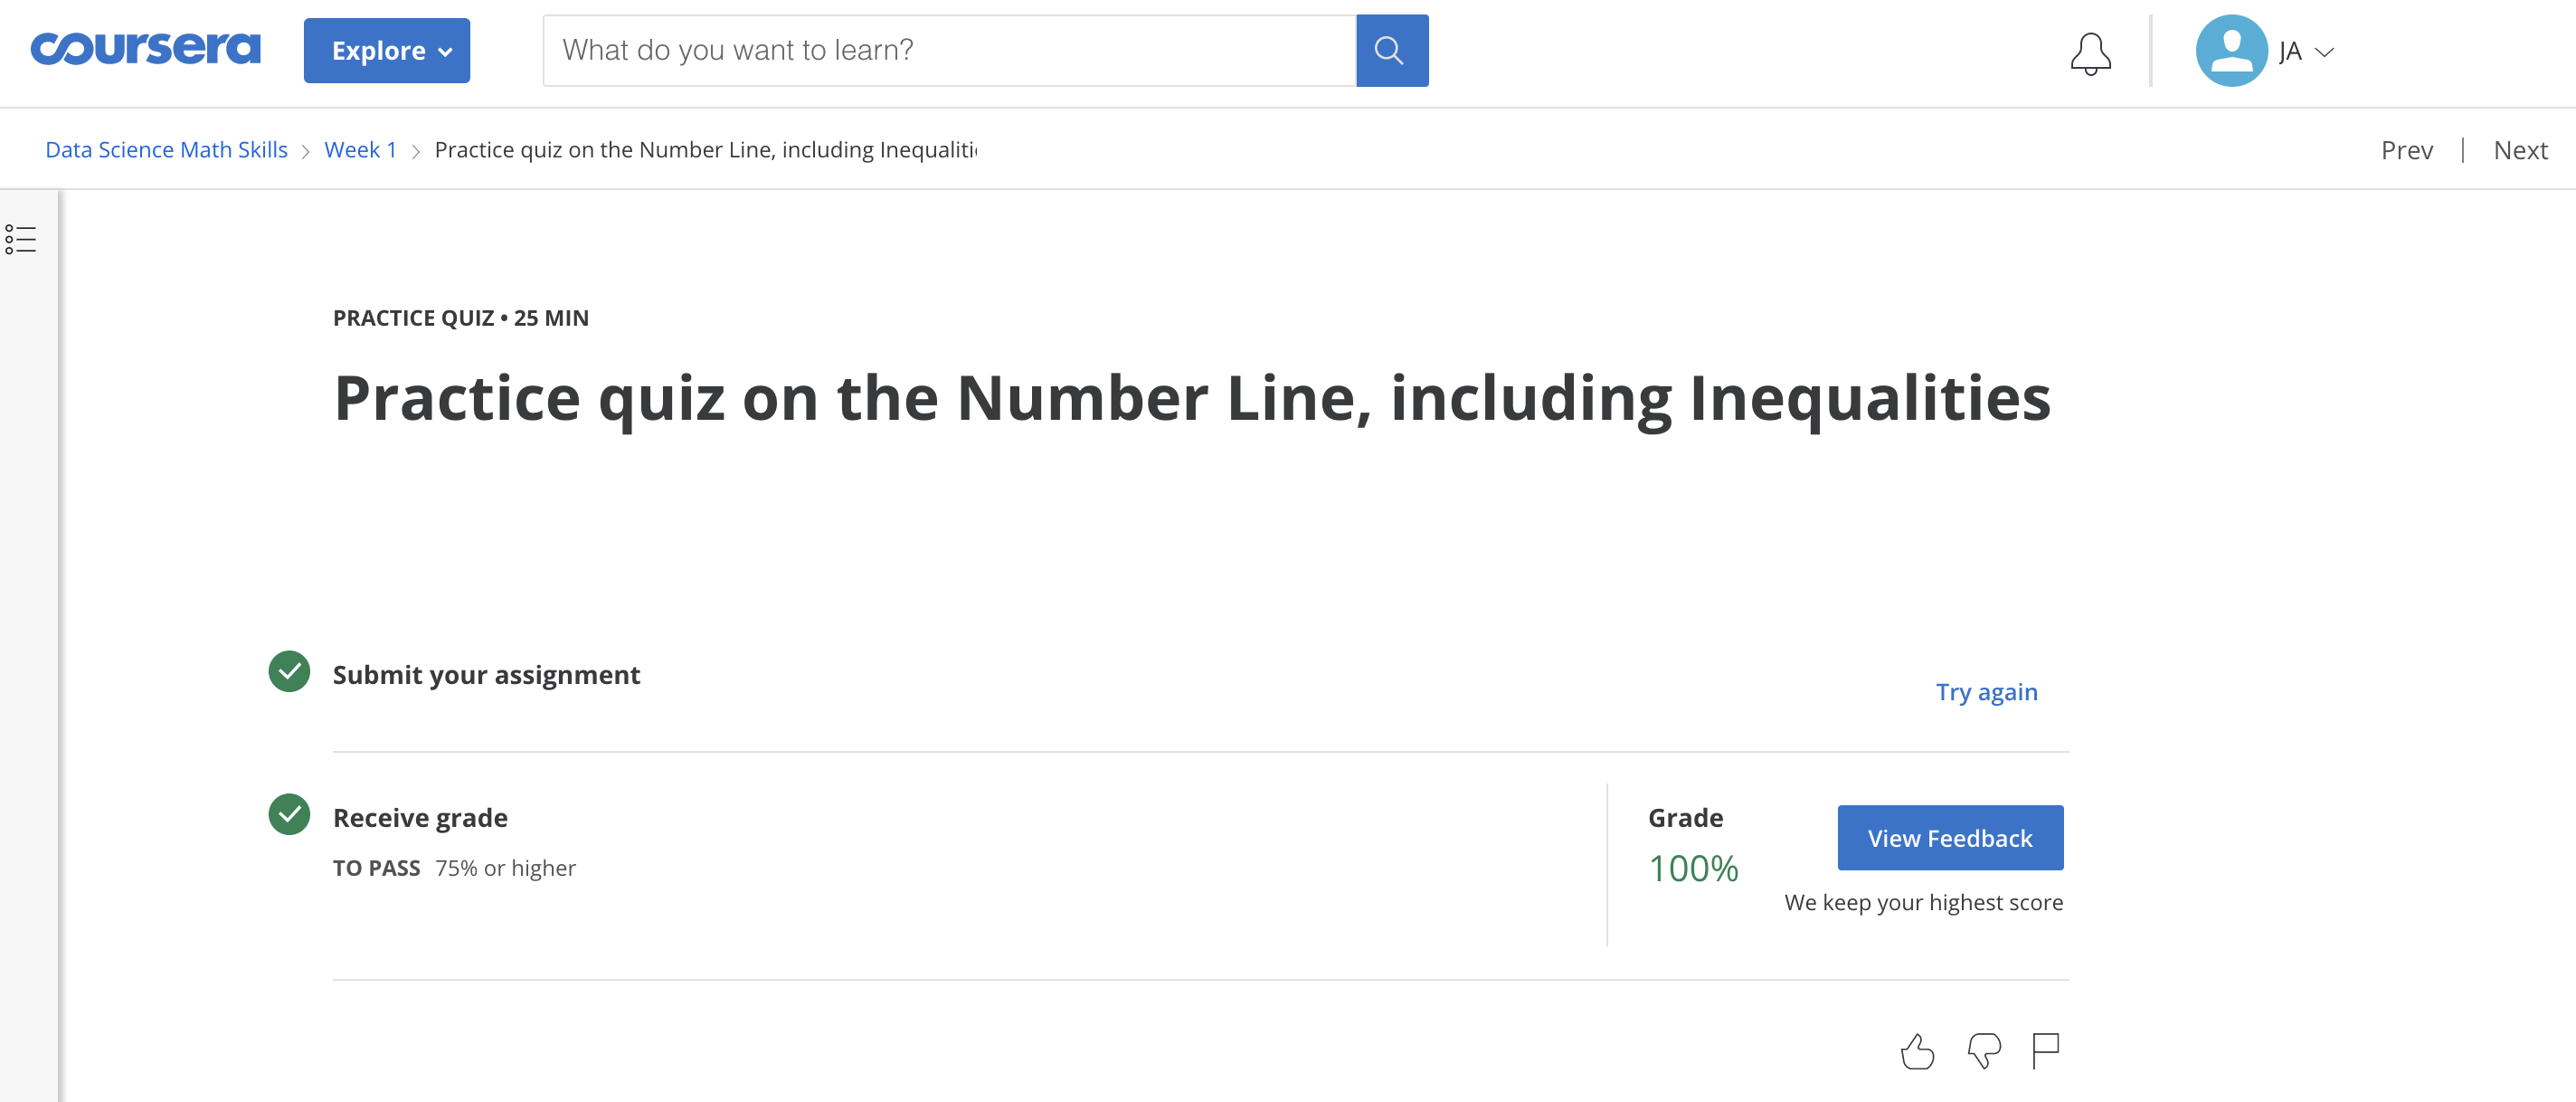 coursera Explore What do you want to learn? JA
Data Science Math Skills > Week 1 > Practice quiz on the Number Line, including Inequaliti Prev | Next
PRACTICE QUIZ • 25 MIN
Practice quiz on the Number Line, including Inequalities
Submit your assignment
Try again
Receive grade
TO PASS 75% or higher
Grade
100%
View Feedback
We keep your highest score